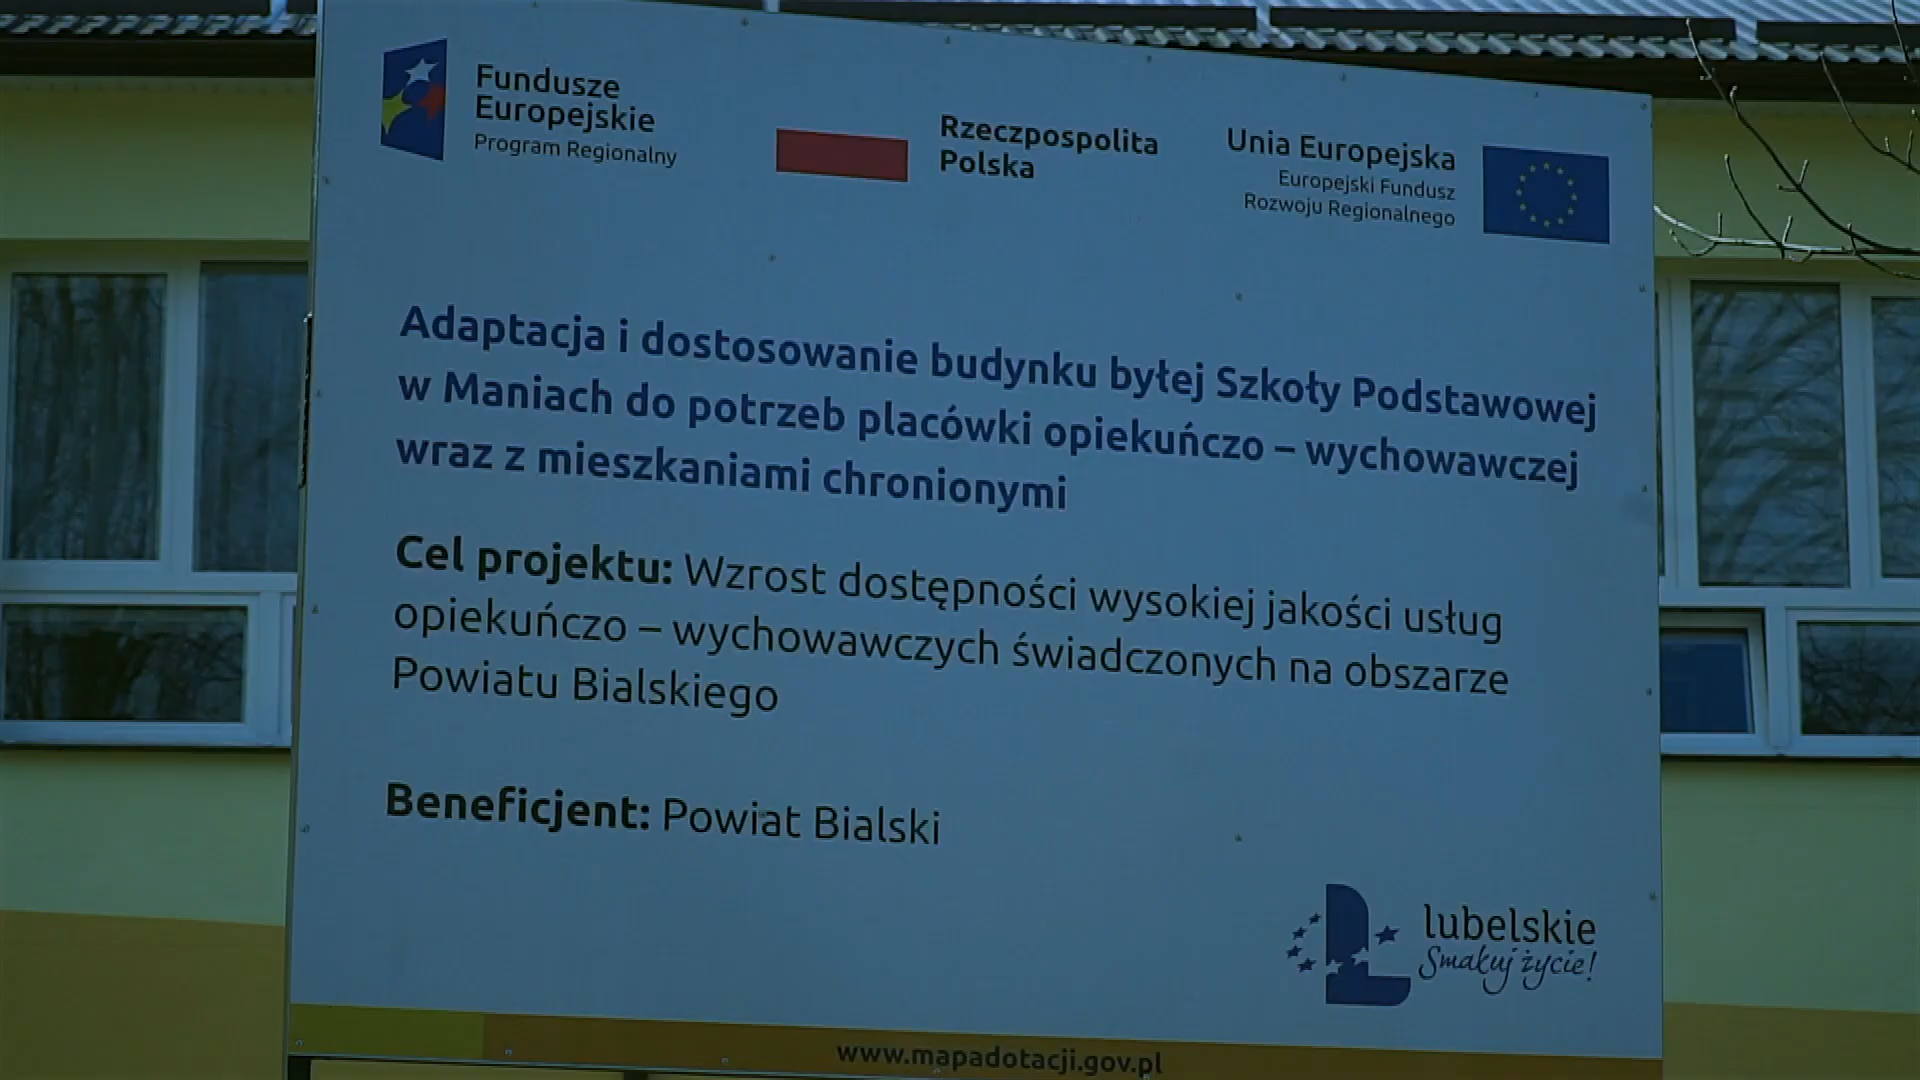 Fundusze
Europejskie
Program Regionalny
Rzeczpospolita
Polska
Unia Europejska
Europejski Fundusz
Rozwoju Regionalnego
Adaptacja i dostosowanie budynku byłej Szkoły Podstawowej
w Maniach do potrzeb placówki opiekuńczo – wychowawczej
wraz z mieszkaniami chronionymi
Cel projektu: Wzrost dostępności wysokiej jakości usług
opiekuńczo – wychowawczych świadczonych na obszarze
Powiatu Bialskiego
Beneficjent: Powiat Bialski
lubelskie
Smakuj życie!
www.mapadotacji.gov.pl